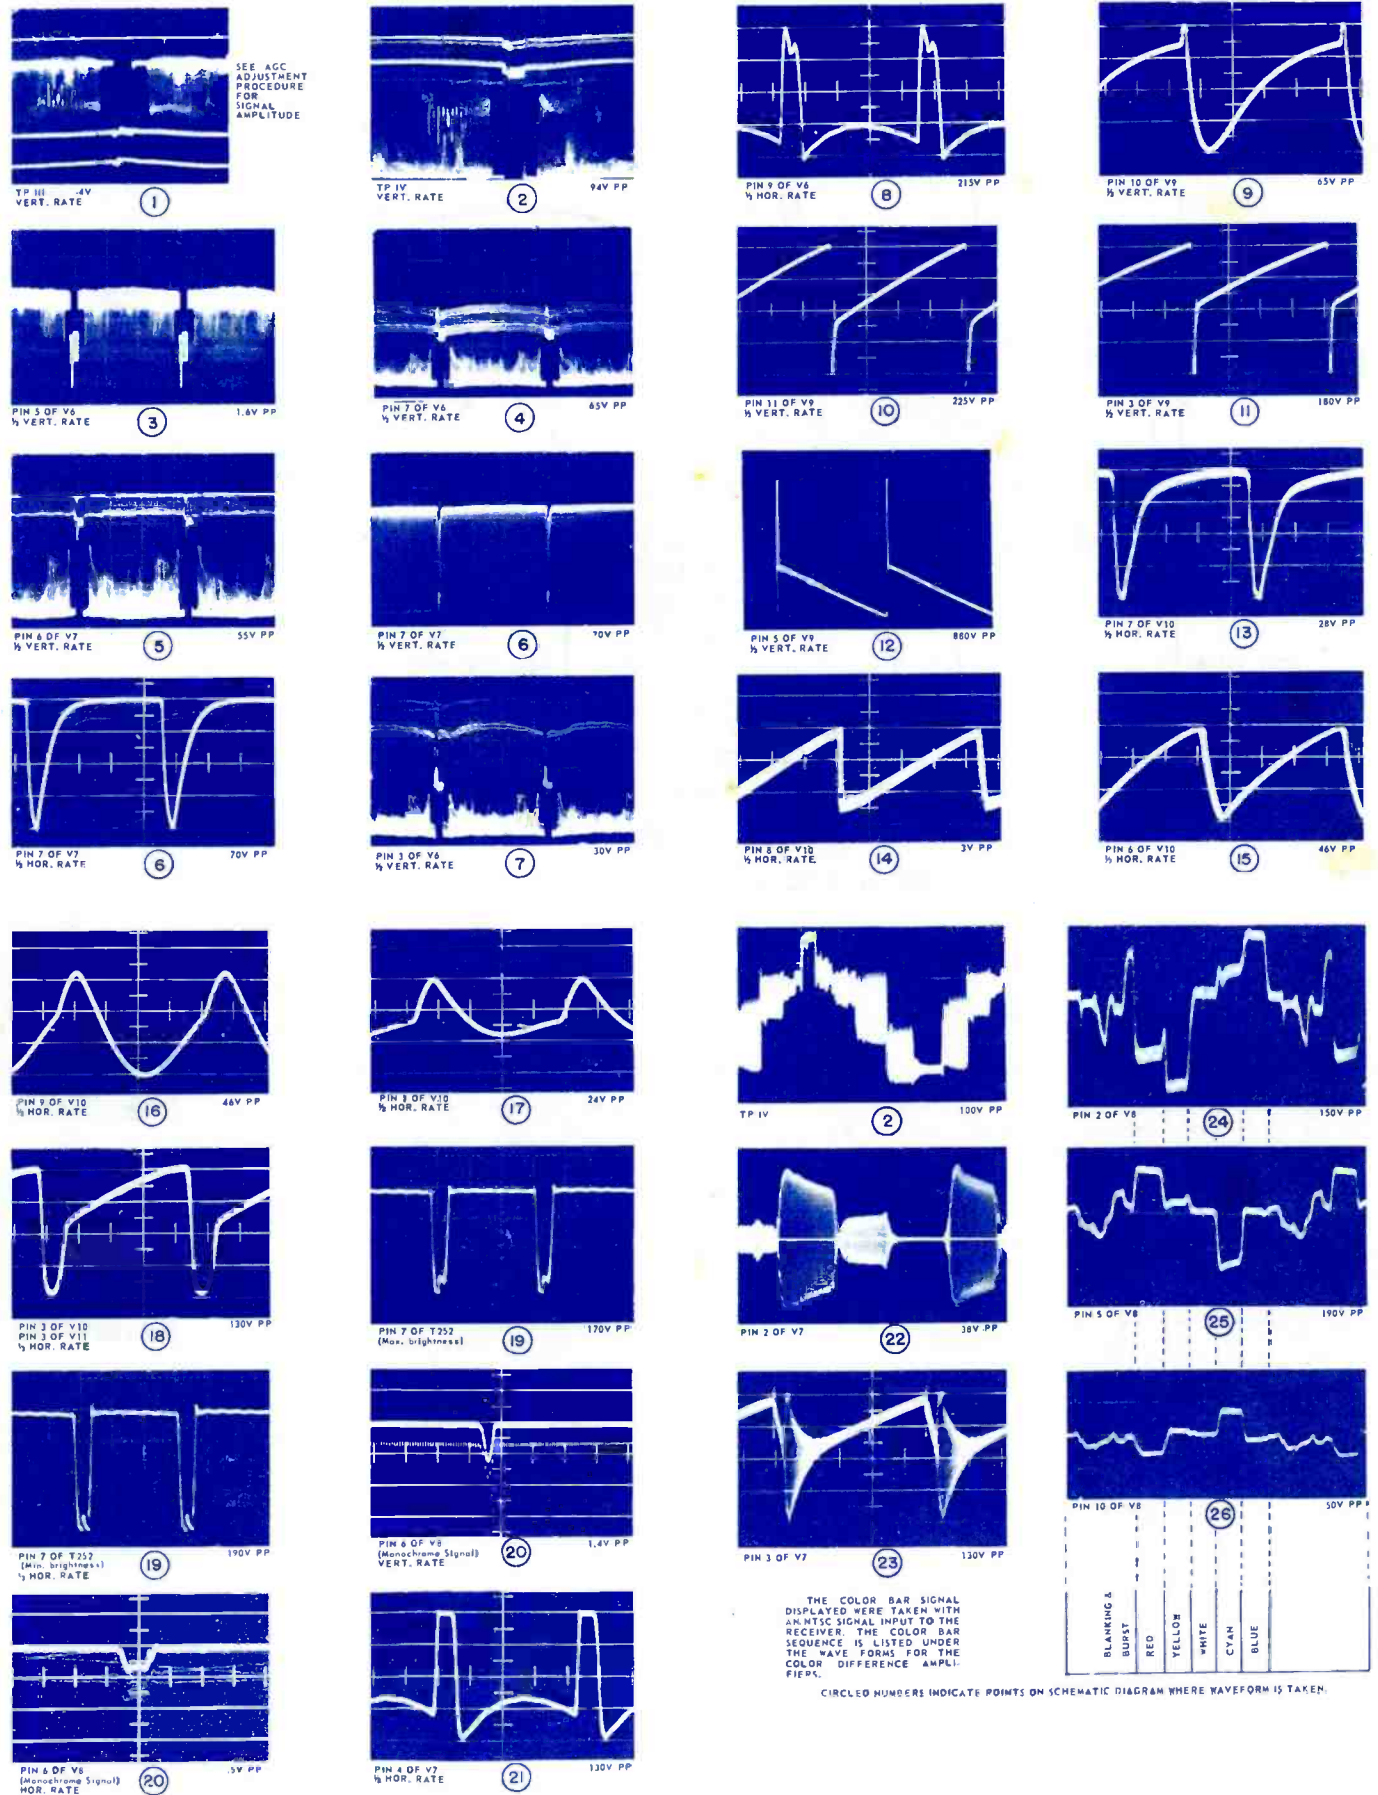 SEE AGC
ADJUSTMENT
PROCEDURE
FOR
SIGNAL
AMPLITUDE
TP III -4V
VERT. RATE
1
TP IV 94V PP
VERT. RATE
2
PIN 9 OF V6 215V PP
½ HOR. RATE
8
PIN 10 OF V9 65V PP
½ VERT. RATE
9
PIN 5 OF V6 1.6V PP
½ VERT. RATE
3
PIN 7 OF V6 65V PP
½ VERT. RATE
4
PIN 11 OF V9 225V PP
½ VERT. RATE
10
PIN 3 OF V9 180V PP
½ VERT. RATE
11
PIN 6 OF V7 55V PP
½ VERT. RATE
5
PIN 7 OF V7 70V PP
½ VERT. RATE
6
PIN 5 OF V9 880V PP
½ VERT. RATE
12
PIN 7 OF V10 28V PP
½ HOR. RATE
13
PIN 7 OF V7 70V PP
½ HOR. RATE
6
PIN 3 OF V6 30V PP
½ VERT. RATE
7
PIN 8 OF V10 3V PP
½ HOR. RATE
14
PIN 6 OF V10 46V PP
½ HOR. RATE
15
PIN 9 OF V10 46V PP
½ HOR. RATE
16
OF V10 24V PP
½ HOR. RATE
17
TP IV 100V PP
2
PIN 2 OF V8 150V PP
24
PIN 3 OF V10 130V PP
PIN 3 OF V11
½ HOR. RATE
18
PIN 7 OF T252 170V PP
(Max. brightness)
19
PIN 2 OF V7 38V PP
22
PIN 5 OF V8 190V PP
25
PIN 7 OF T252 190V PP
(Min. brightness)
½ HOR. RATE
19
PIN 6 OF V8 1.4V PP
(Monochrome Signal)
VERT. RATE
20
PIN 3 OF V7 130V PP
23
PIN 10 OF V8 50V PP
26
PIN 6 OF V8 .5V PP
(Monochrome Signal)
HOR. RATE
20
PIN 4 OF V7 130V PP
½ HOR. RATE
21
THE COLOR BAR SIGNAL
DISPLAYED WERE TAKEN WITH
AN NTSC SIGNAL INPUT TO THE
RECEIVER. THE COLOR BAR
SEQUENCE IS LISTED UNDER
THE WAVE FORMS FOR THE
COLOR DIFFERENCE AMPLI-
FIERS.
BLANKING &
BURST
RED
YELLOW
WHITE
CYAN
BLUE
CIRCLED NUMBERS INDICATE POINTS ON SCHEMATIC DIAGRAM WHERE WAVEFORM IS TAKEN.